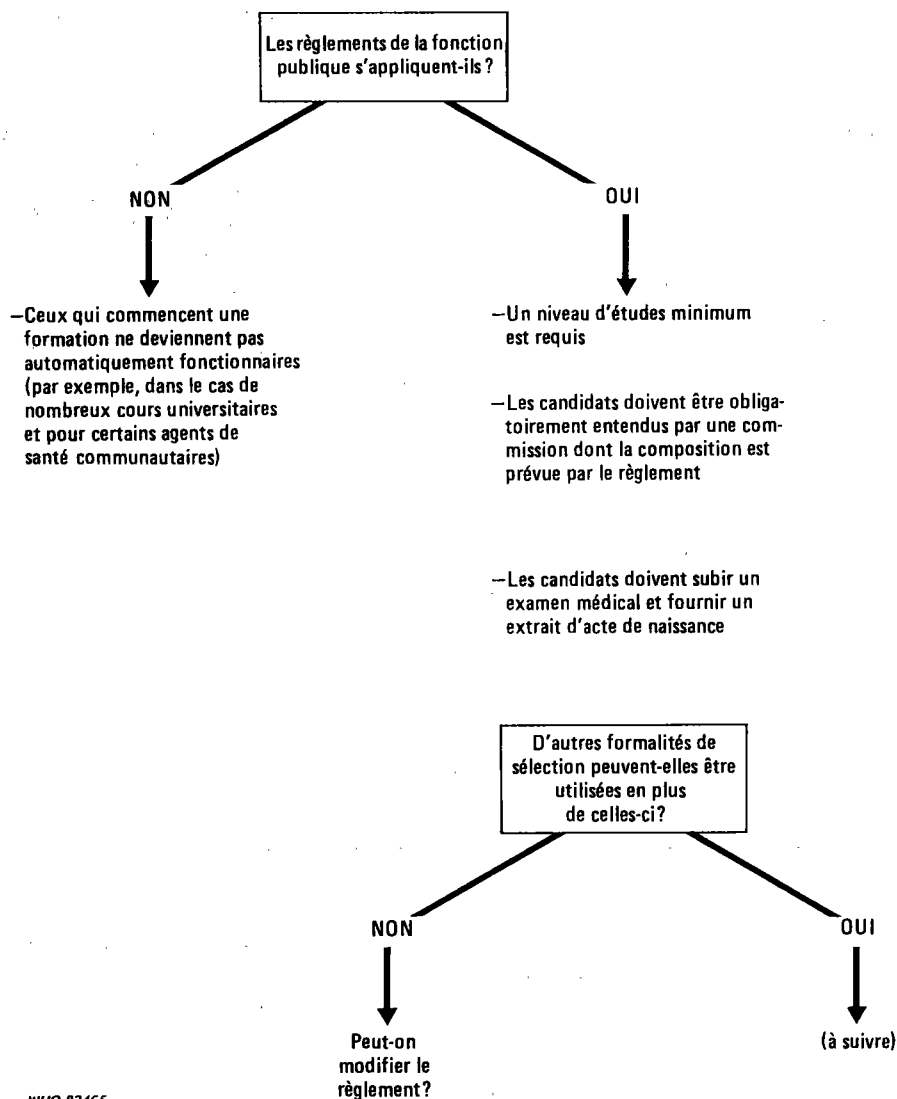 Les règlements de la fonction
publique s'appliquent-ils ?
NON
OUI
—Ceux qui commencent une
formation ne deviennent pas
automatiquement fonctionnaires
(par exemple, dans le cas de
nombreux cours universitaires
et pour certains agents de
santé communautaires)
—Un niveau d'études minimum
est requis
—Les candidats doivent être obliga-
toirement entendus par une com-
mission dont la composition est
prévue par le règlement
—Les candidats doivent subir un
examen médical et fournir un
extrait d'acte de naissance
D'autres formalités de
sélection peuvent-elles être
utilisées en plus
de celles-ci?
NON
OUI
Peut-on
modifier le
règlement?
(à suivre)